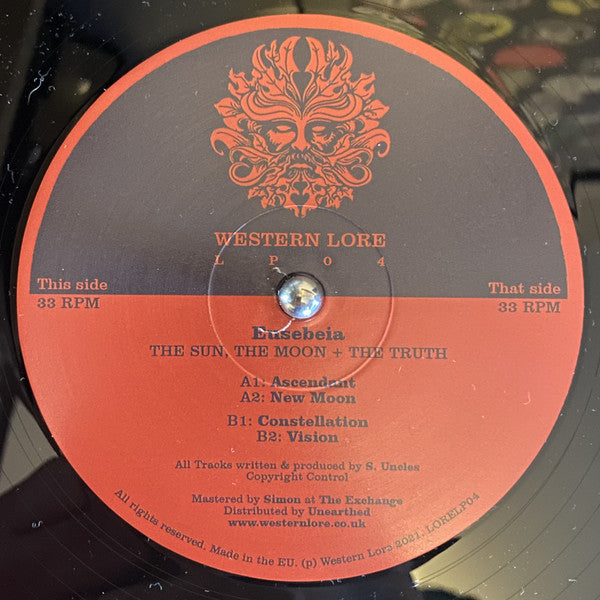 WESTERN LORE
L P 0 4
This side
33 RPM
That side
33 RPM
Eusebeia
THE SUN, THE MOON + THE TRUTH
A1: Ascendant
A2: New Moon
B1: Constellation
B2: Vision
All Tracks written & produced by S. Uncles
Copyright Control
Mastered by Simon at The Exchange
Distributed by Unearthed
www.westernlore.co.uk
All rights reserved. Made in the EU. (p) Western Lore 2021. LORELP04